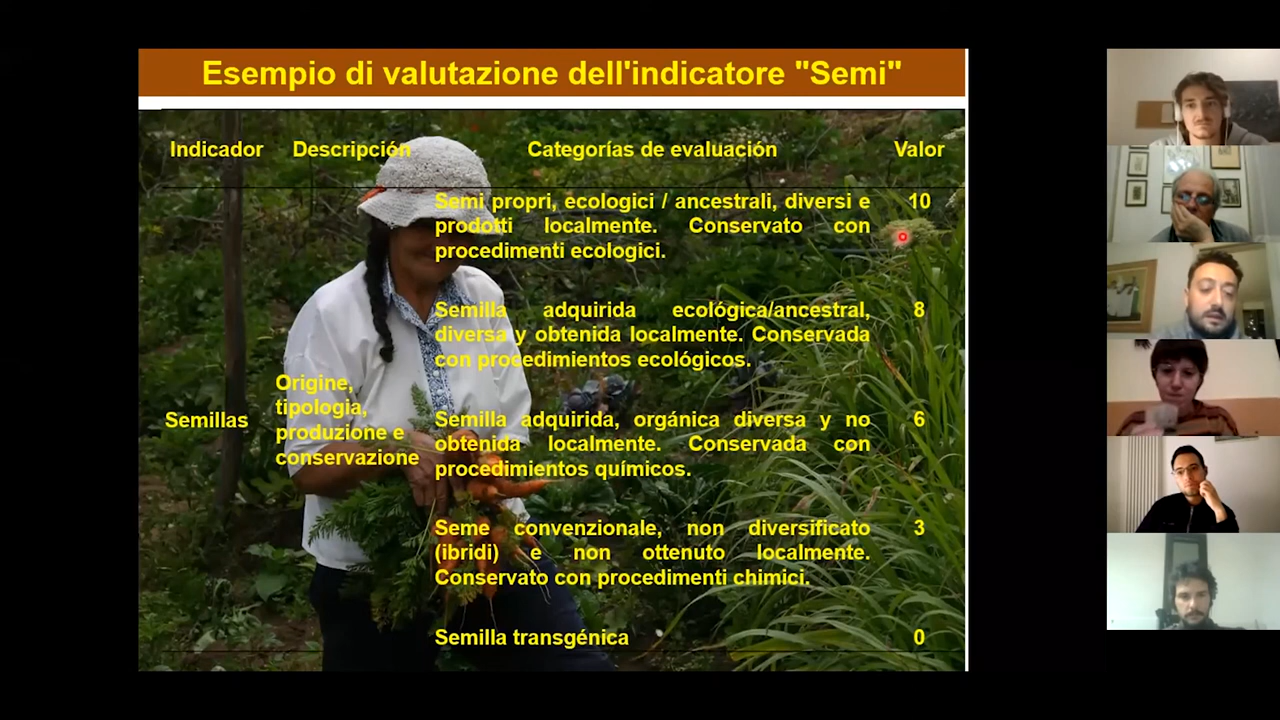 Esempio di valutazione dell'indicatore "Semi"
Indicador Descripción Categorías de evaluación Valor
Semi propri, ecologici / ancestrali, diversi e 10
prodotti localmente. Conservato con
procedimenti ecologici.
Semilla adquirida ecológica/ancestral, 8
diversa y obtenida localmente. Conservada
con procedimientos ecológicos.
Semillas
Origine,
tipologia,
produzione e
conservazione
Semilla adquirida, orgánica diversa y no 6
obtenida localmente. Conservada con
procedimientos químicos.
Seme convenzionale, non diversificato 3
(ibridi) e non ottenuto localmente.
Conservato con procedimenti chimici.
Semilla transgénica 0